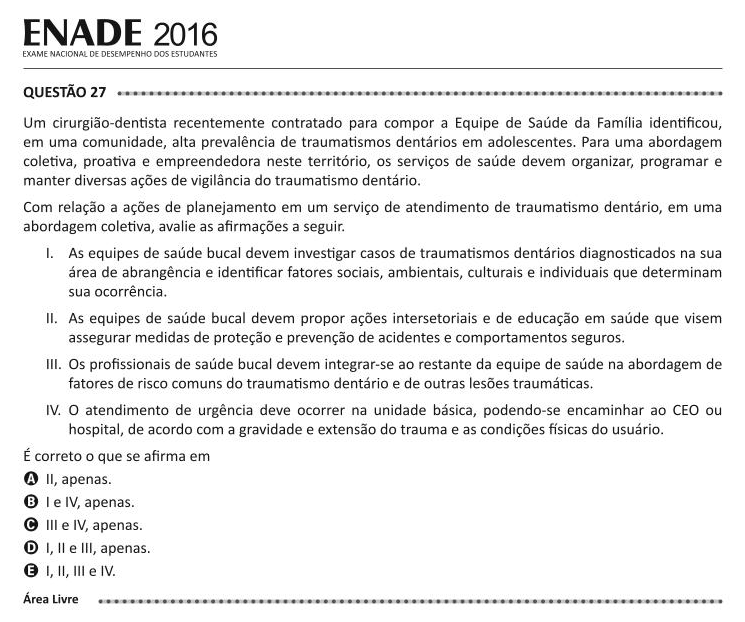 ENADE 2016
EXAME NACIONAL DE DESEMPENHO DOS ESTUDANTES
QUESTÃO 27
Um cirurgião-dentista recentemente contratado para compor a Equipe de Saúde da Família identificou,
em uma comunidade, alta prevalência de traumatismos dentários em adolescentes. Para uma abordagem
coletiva, proativa e empreendedora neste território, os serviços de saúde devem organizar, programar e
manter diversas ações de vigilância do traumatismo dentário.
Com relação a ações de planejamento em um serviço de atendimento de traumatismo dentário, em uma
abordagem coletiva, avalie as afirmações a seguir.
I. As equipes de saúde bucal devem investigar casos de traumatismos dentários diagnosticados na sua
área de abrangência e identificar fatores sociais, ambientais, culturais e individuais que determinam
sua ocorrência.
II. As equipes de saúde bucal devem propor ações intersetoriais e de educação em saúde que visem
assegurar medidas de proteção e prevenção de acidentes e comportamentos seguros.
III. Os profissionais de saúde bucal devem integrar-se ao restante da equipe de saúde na abordagem de
fatores de risco comuns do traumatismo dentário e de outras lesões traumáticas.
IV. O atendimento de urgência deve ocorrer na unidade básica, podendo-se encaminhar ao CEO ou
hospital, de acordo com a gravidade e extensão do trauma e as condições físicas do usuário.
É correto o que se afirma em
A II, apenas.
B I e IV, apenas.
C III e IV, apenas.
D I, II e III, apenas.
E I, II, III e IV.
Área Livre